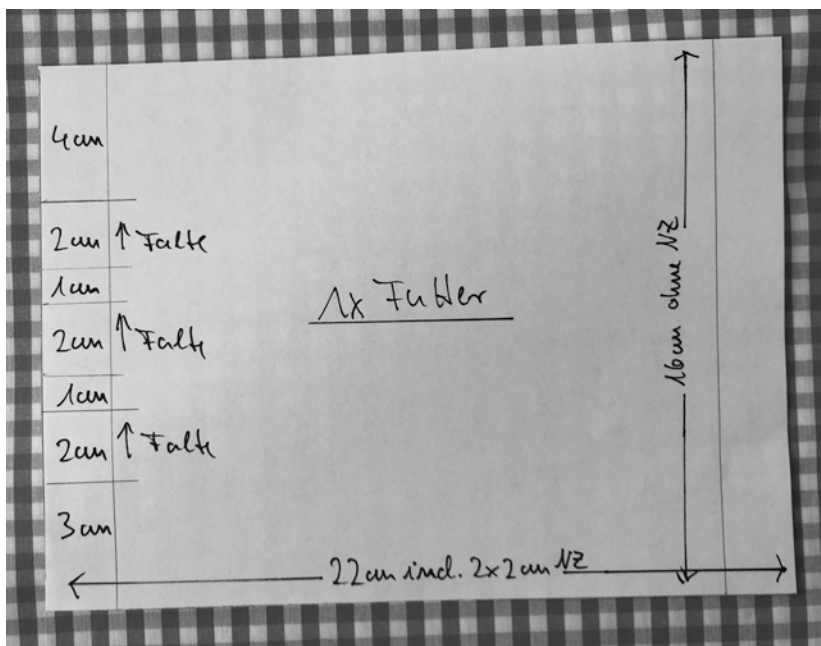 4cm
2cm ↑ Falte
1cm
2cm ↑ Falte
1cm
2cm ↑ Falte
3cm
1x Futter
16cm ohne NZ
22cm incl. 2x2cm NZ